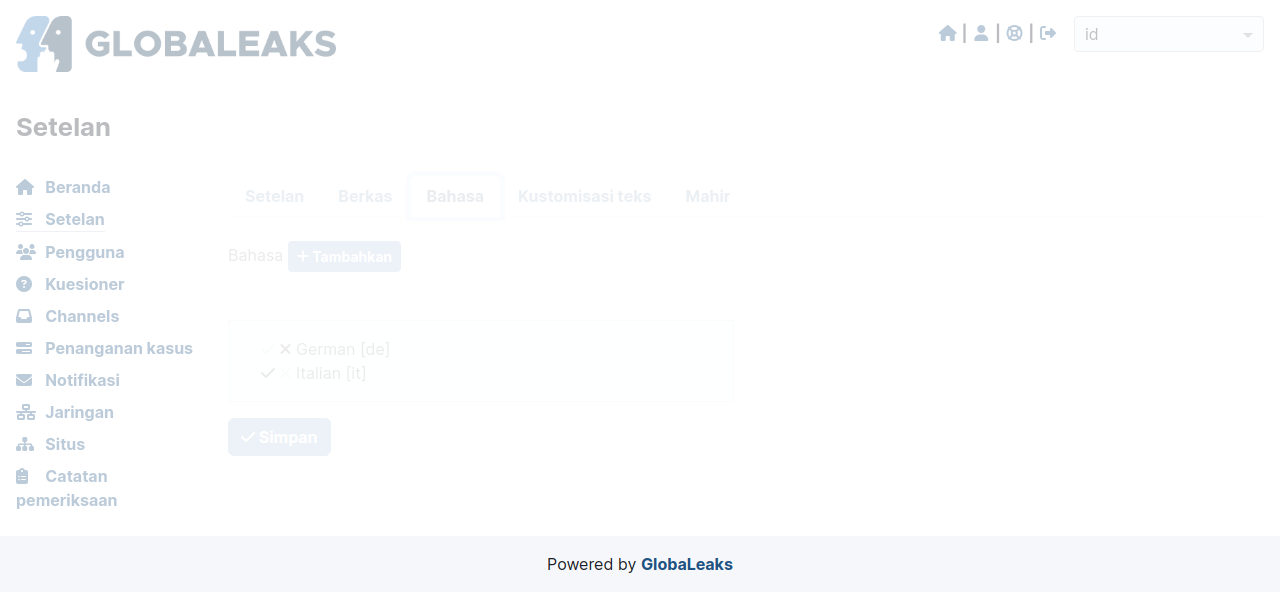 GLOBALEAKS
id
Setelan
Beranda
Setelan
Pengguna
Kuesioner
Channels
Penanganan kasus
Notifikasi
Jaringan
Situs
Catatan
pemeriksaan
Setelan Berkas Bahasa Kustomisasi teks Mahir
Bahasa Tambahkan
German [de]
Italian [it]
Simpan
Powered by GlobaLeaks